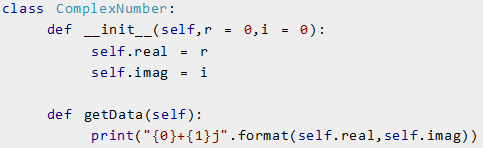 class ComplexNumber:
    def __init__(self,r = 0,i = 0):
        self.real = r
        self.imag = i

    def getData(self):
        print("{0}+{1}j".format(self.real,self.imag))